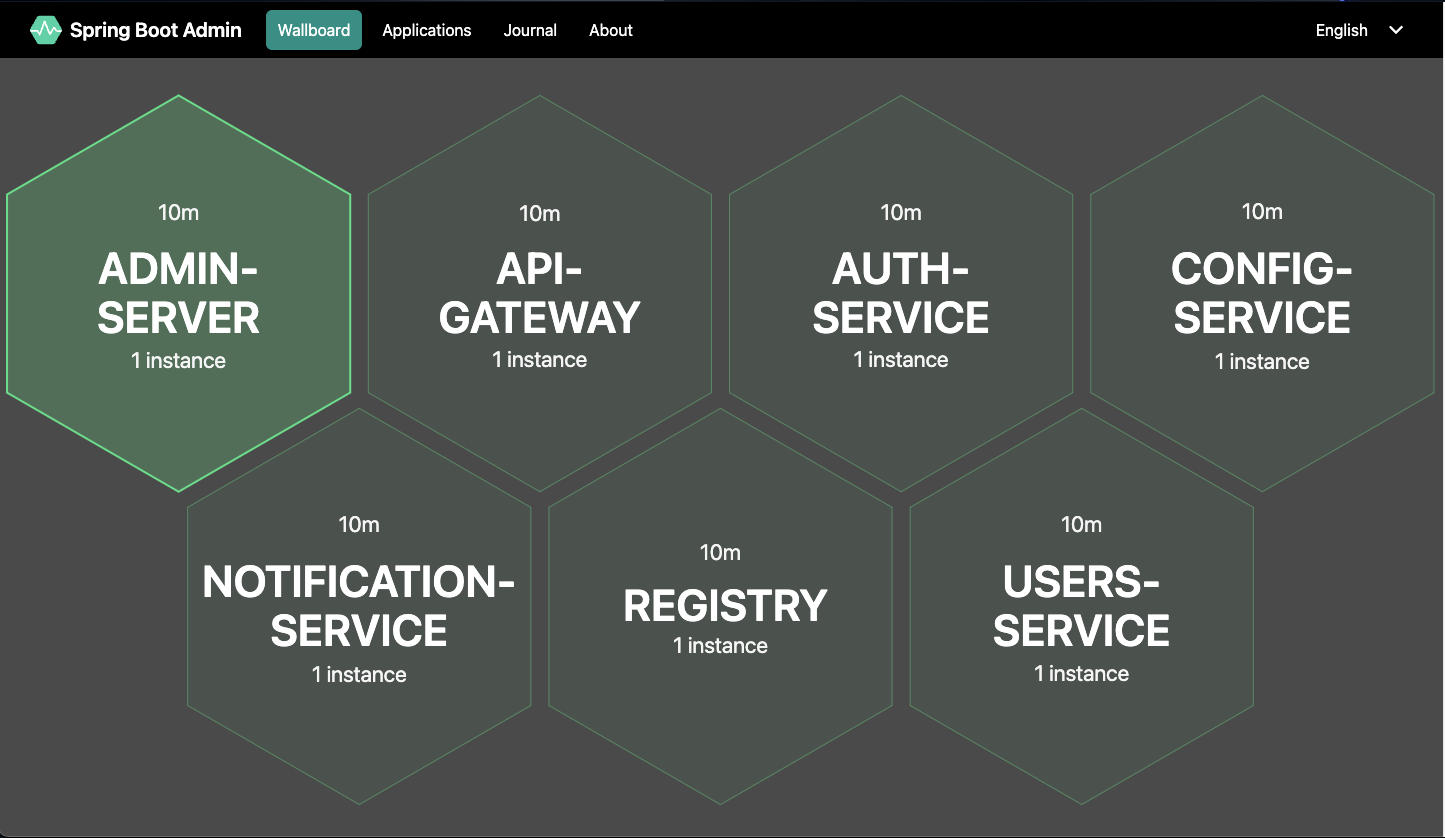 Spring Boot Admin
Wallboard
Applications
Journal
About
English
10m
ADMIN-
SERVER
1 instance
10m
API-
GATEWAY
1 instance
10m
AUTH-
SERVICE
1 instance
10m
CONFIG-
SERVICE
1 instance
10m
NOTIFICATION-
SERVICE
1 instance
10m
REGISTRY
1 instance
10m
USERS-
SERVICE
1 instance